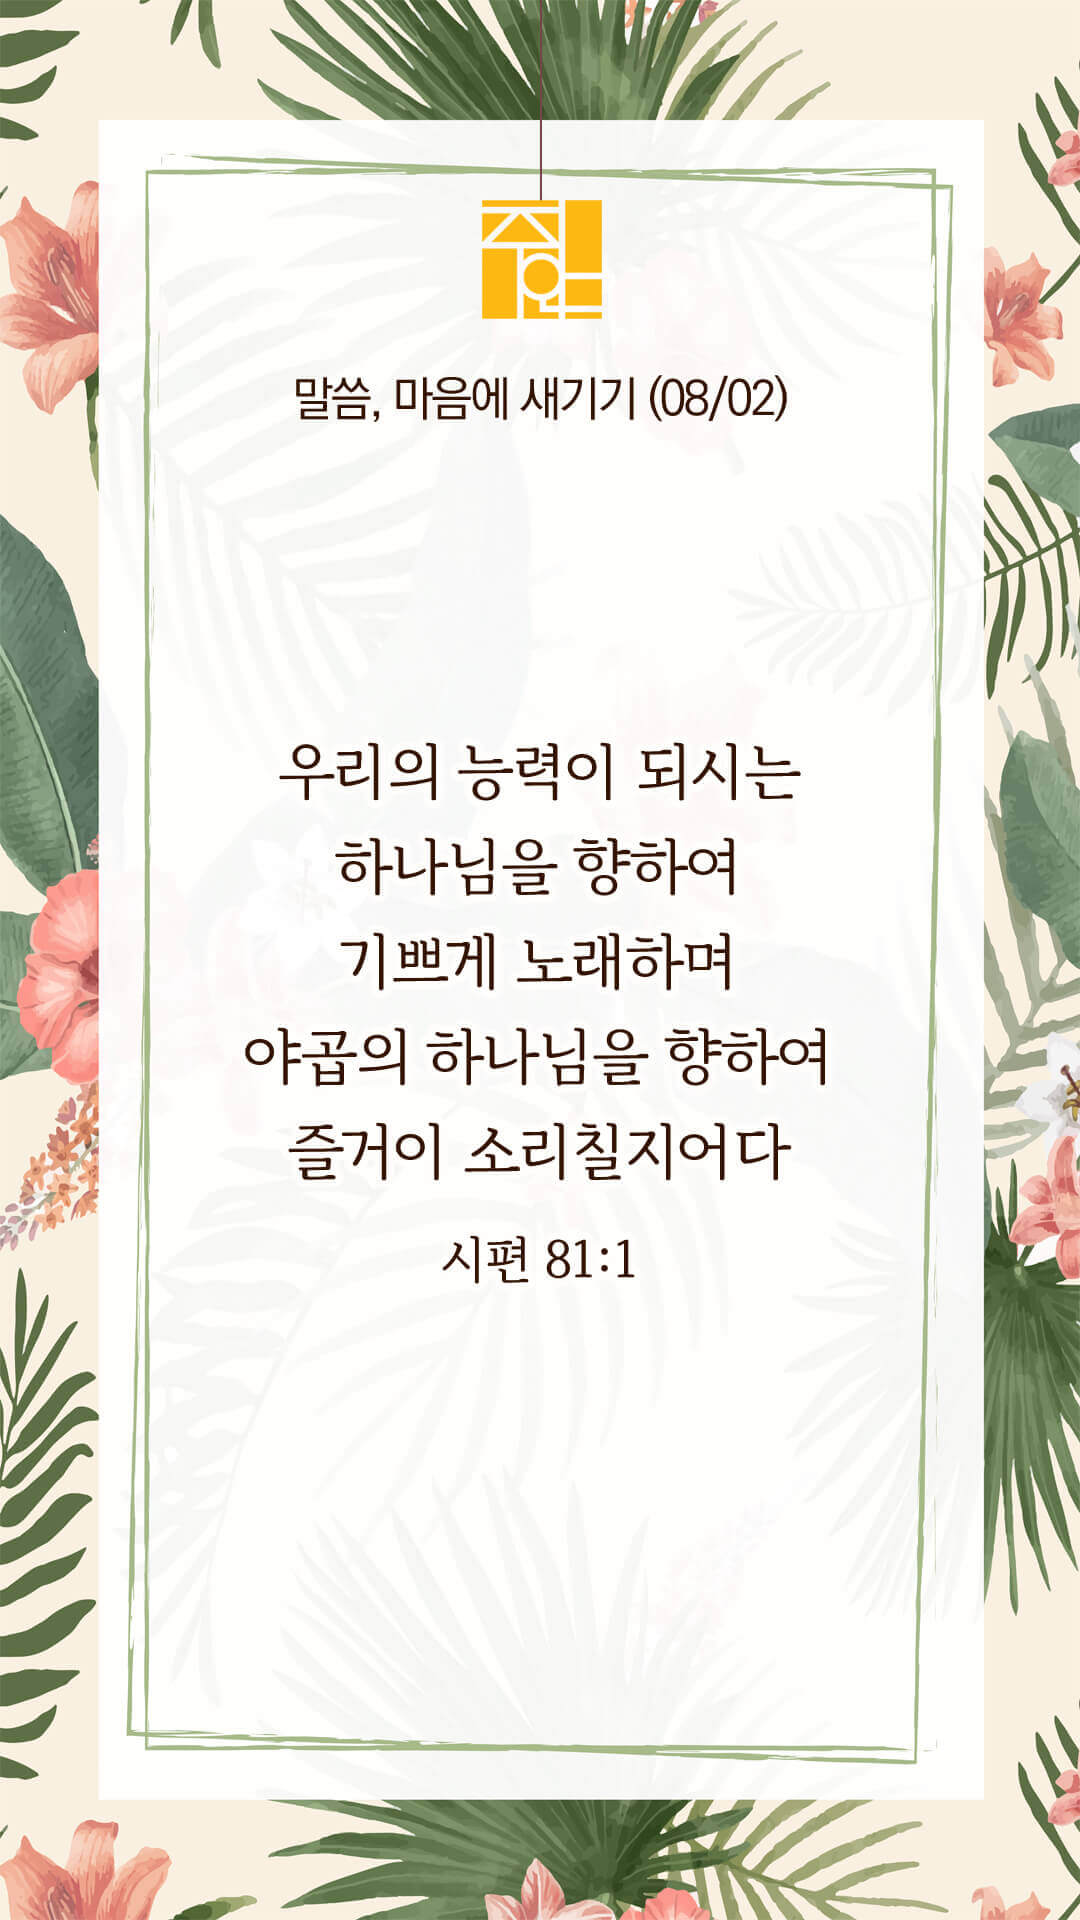 말씀, 마음에 새기기 (08/02)
우리의 능력이 되시는
하나님을 향하여
기쁘게 노래하며
야곱의 하나님을 향하여
즐거이 소리칠지어다
시편 81:1